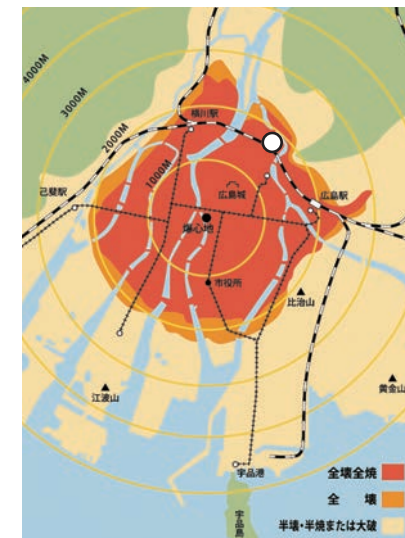 4000M
3000M
2000M
1000M
横川駅
己斐駅
広島城
広島駅
爆心地
市役所
比治山
江波山
黄金山
宇品港
宇品島
全壊全焼
全 壊
半壊・半焼または大破